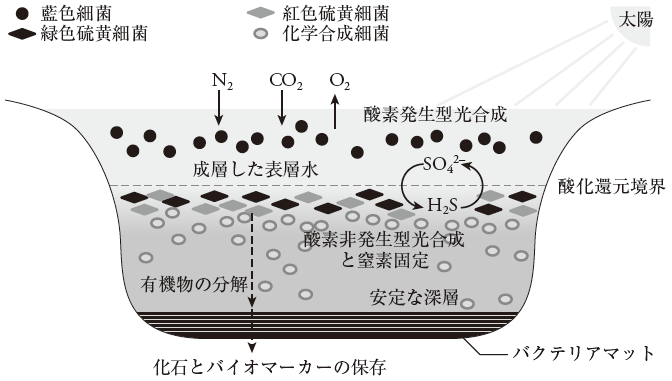 藍色細菌
紅色硫黄細菌
緑色硫黄細菌
化学合成細菌
太陽
N₂
CO₂
O₂
酸素発生型光合成
成層した表層水
SO₄²⁻
酸化還元境界
H₂S
酸素非発生型光合成
と窒素固定
有機物の分解
安定な深層
バクテリアマット
化石とバイオマーカーの保存